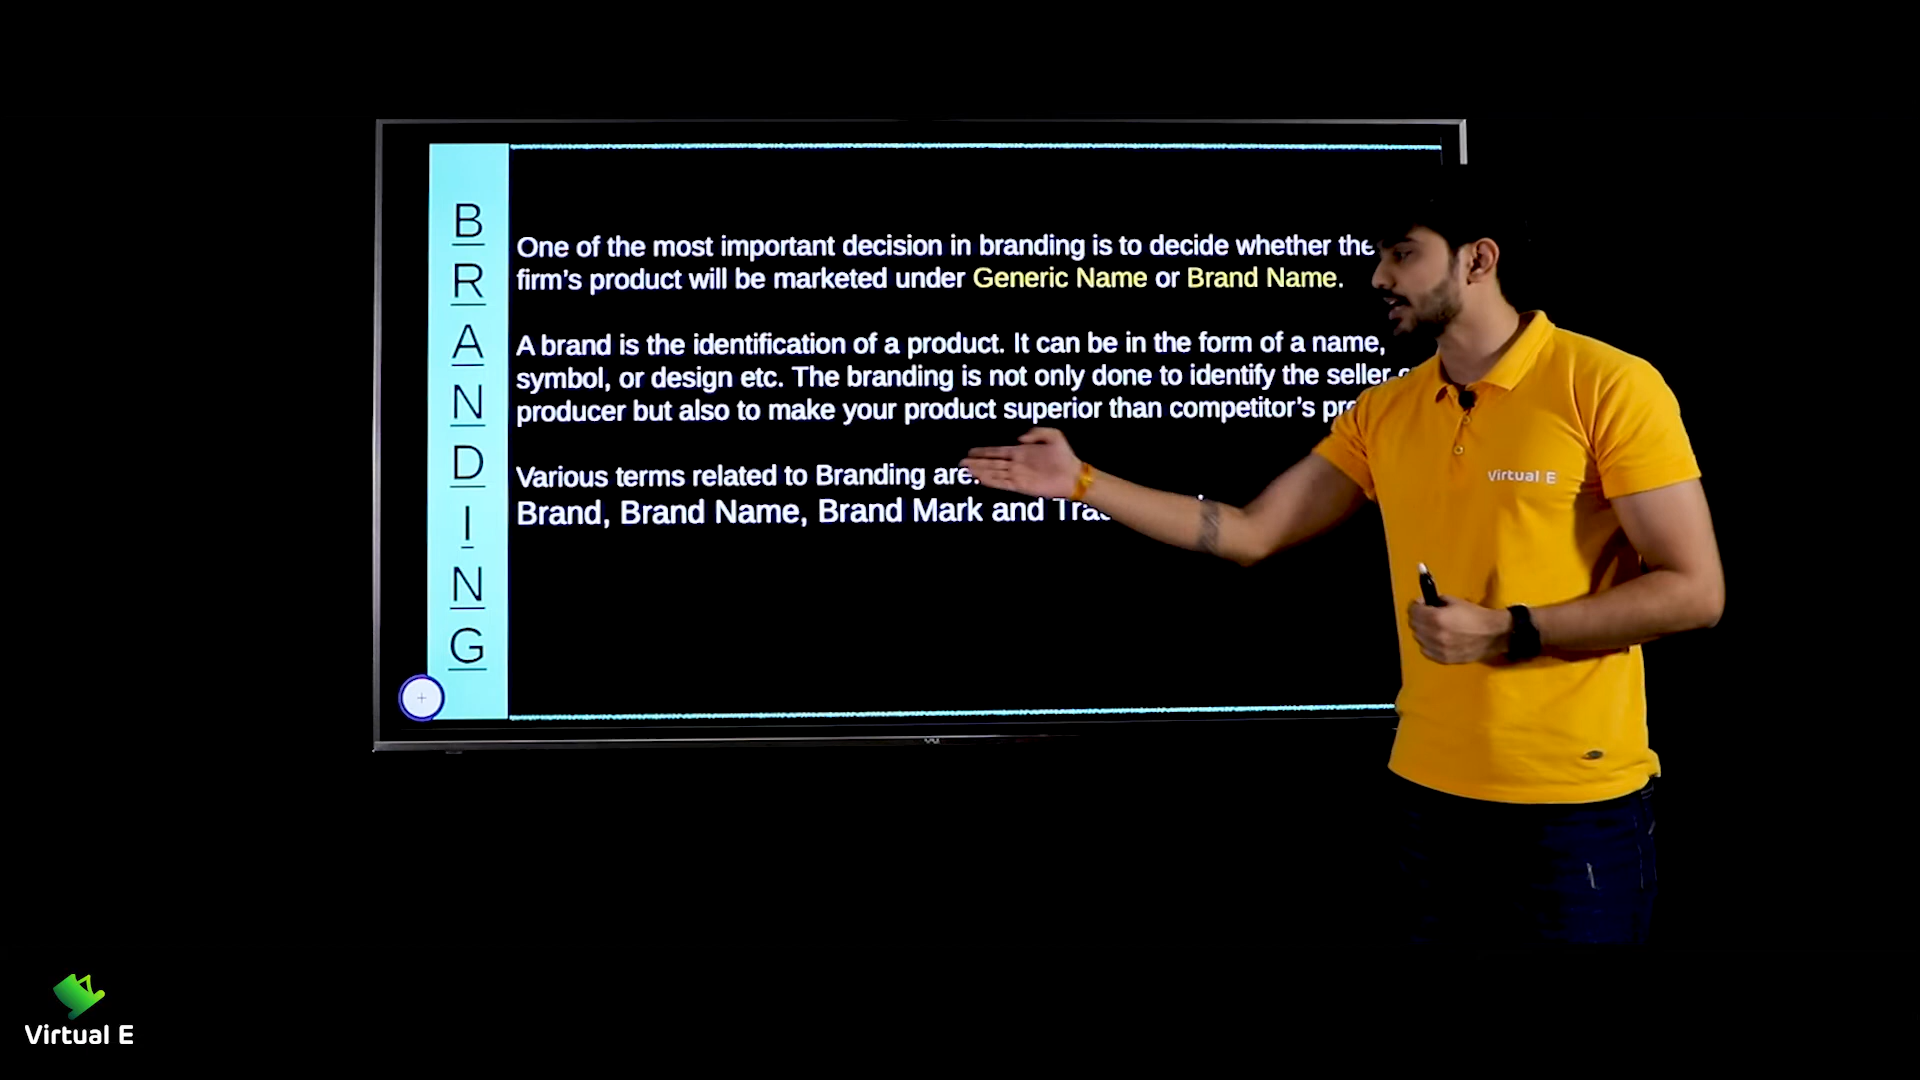 BRANDING
One of the most important decision in branding is to decide whether the
firm's product will be marketed under Generic Name or Brand Name.
A brand is the identification of a product. It can be in the form of a name,
symbol, or design etc. The branding is not only done to identify the seller
producer but also to make your product superior than competitor's
Various terms related to Branding are:
Brand, Brand Name, Brand Mark and
Virtual E
Virtual E